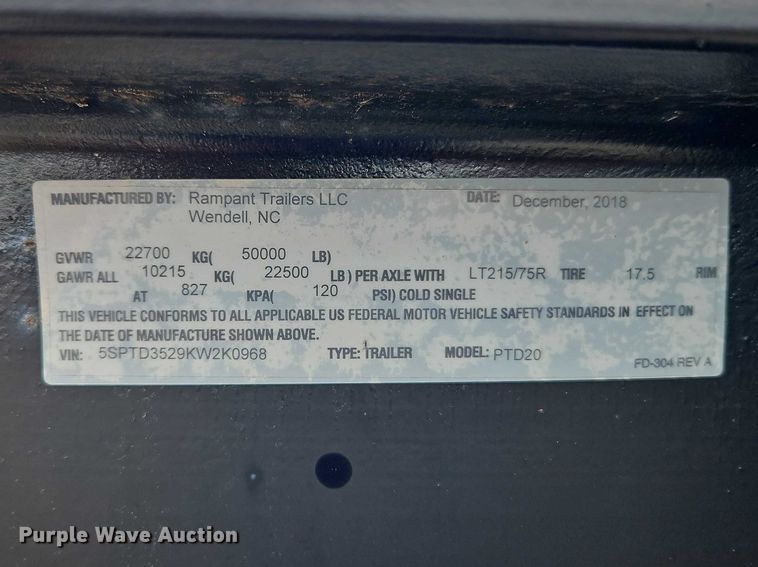 MANUFACTURED BY: Rampant Trailers LLC DATE: December, 2018
Wendell, NC
GVWR 22700 KG( 50000 LB)
GAWR ALL 10215 KG( 22500 LB ) PER AXLE WITH LT215/75R TIRE 17.5 RIM
AT 827 KPA( 120 PSI) COLD SINGLE
THIS VEHICLE CONFORMS TO ALL APPLICABLE US FEDERAL MOTOR VEHICLE SAFETY STANDARDS IN EFFECT ON
THE DATE OF MANUFACTURE SHOWN ABOVE.
VIN: 5SPTD3529KW2K0968 TYPE: TRAILER MODEL: PTD20
FD-304 REV A
Purple Wave Auction